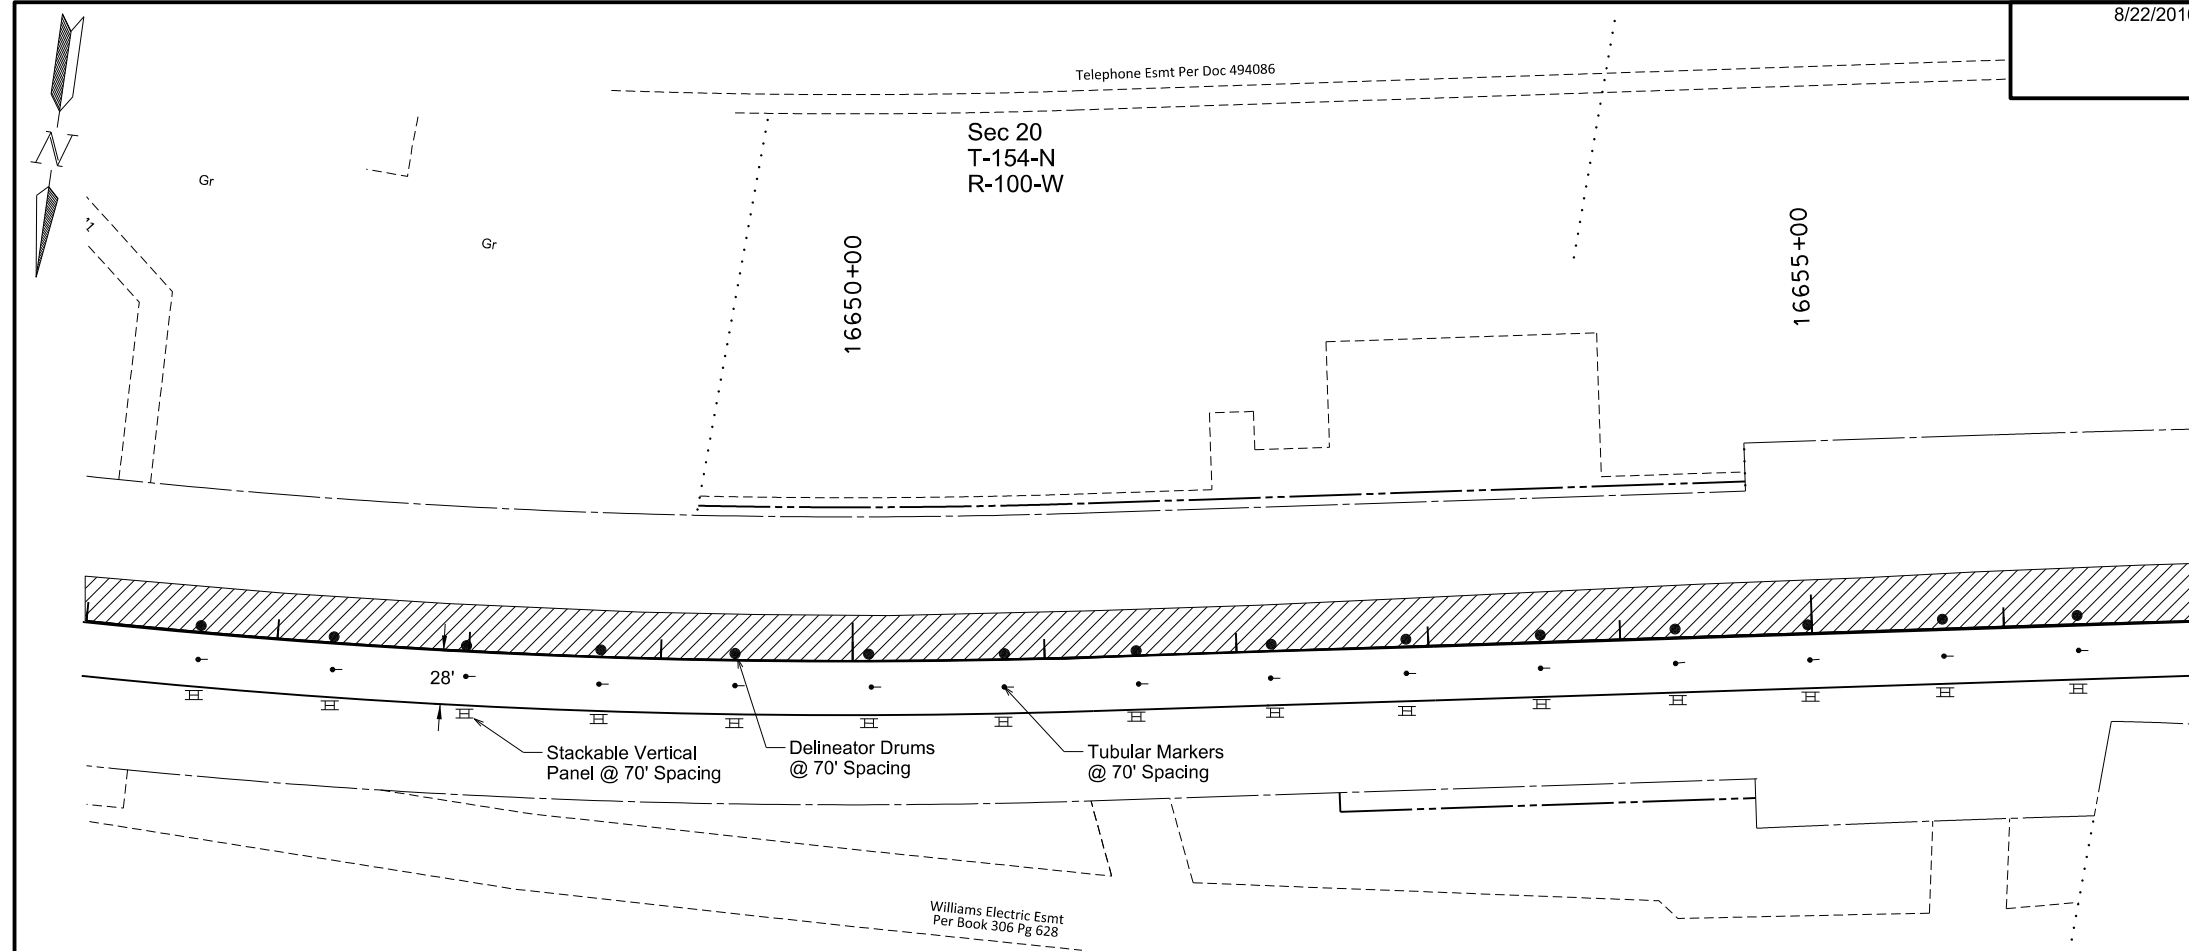 8/22/2016
Telephone Esmt Per Doc 494086
N
Sec 20
T-154-N
R-100-W
Gr
Gr
16650+00
16655+00
28'
Stackable Vertical
Panel @ 70' Spacing
Delineator Drums
@ 70' Spacing
Tubular Markers
@ 70' Spacing
Williams Electric Esmt
Per Book 306 Pg 628